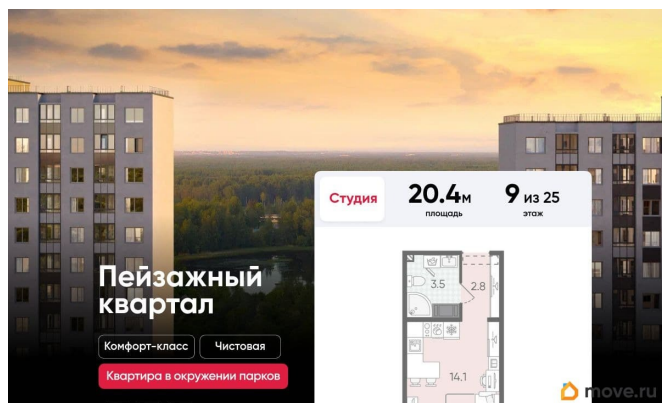 Студия
20.4м
площадь
9 из 25
этаж
Пейзажный
квартал
Комфорт-класс
Чистовая
Квартира в окружении парков
3.5
2.8
14.1
move.ru